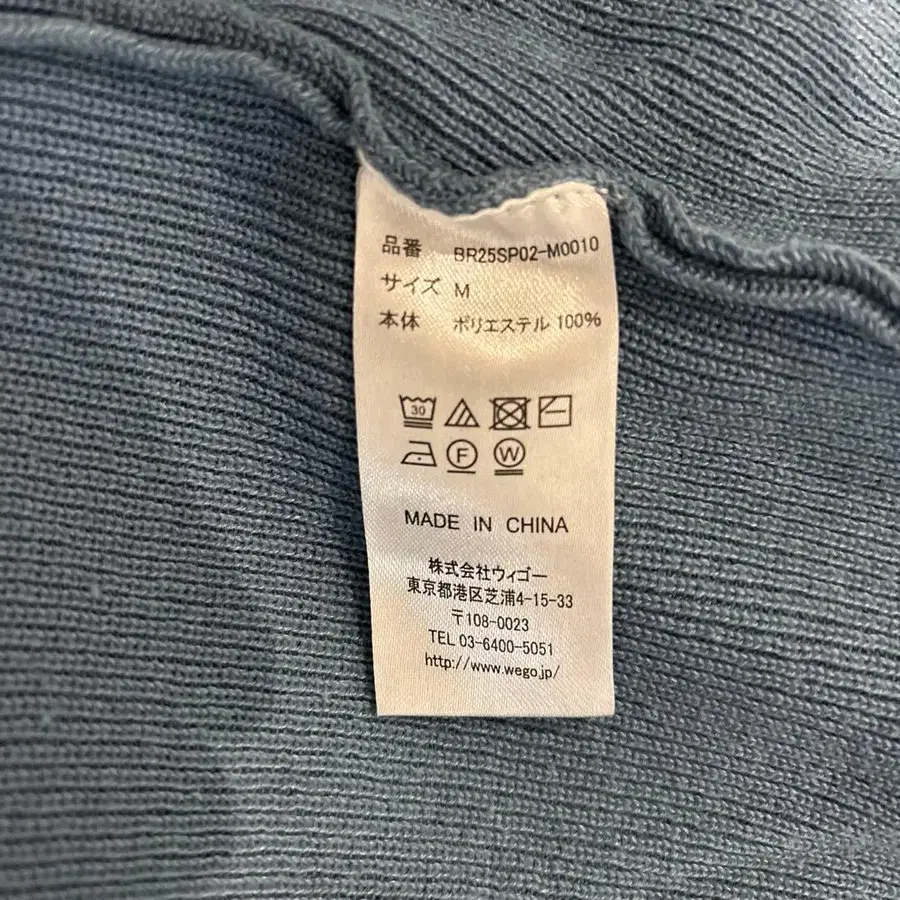 品番 BR25SP02-M0010
サイズ M
本体 ポリエステル 100%
30
F W
MADE IN CHINA
株式会社ウィゴー
東京都港区芝浦4-15-33
〒108-0023
TEL 03-6400-5051
http://www.wego.jp/